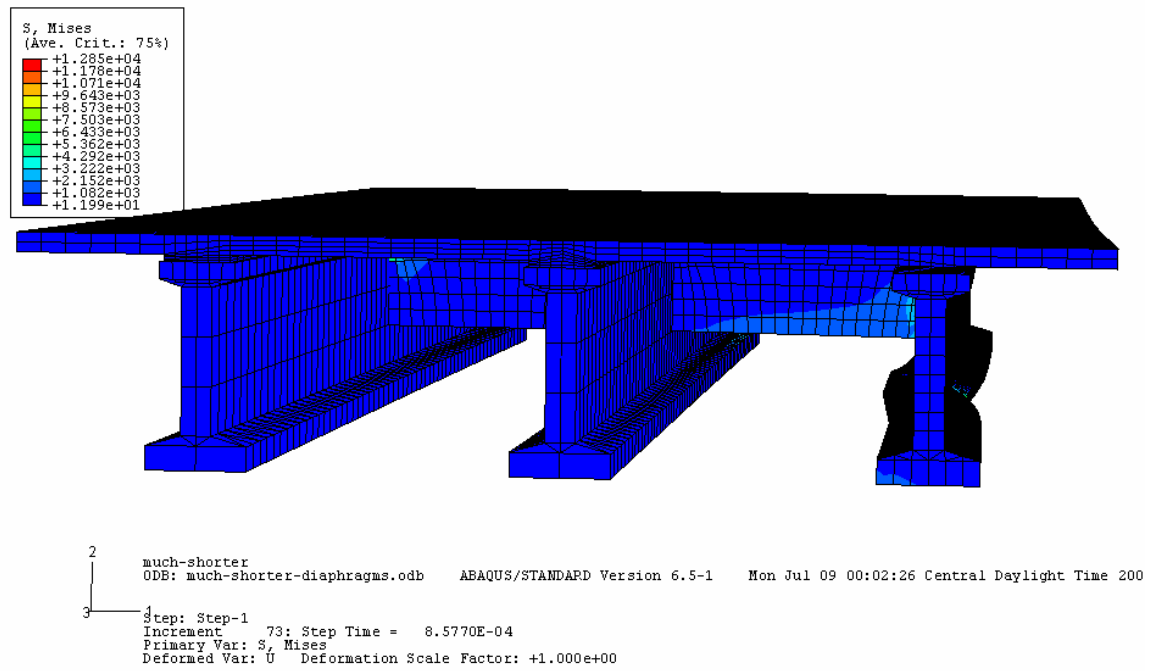 S, Mises
(Ave. Crit.: 75%)
+1.285e+04
+1.178e+04
+1.071e+04
+9.643e+03
+8.573e+03
+7.503e+03
+6.433e+03
+5.362e+03
+4.292e+03
+3.222e+03
+2.152e+03
+1.082e+03
+1.199e+01
2
3
1
much-shorter
ODB: much-shorter-diaphragms.odb ABAQUS/STANDARD Version 6.5-1 Mon Jul 09 00:02:26 Central Daylight Time 200
Step: Step-1
Increment 73: Step Time = 8.5770E-04
Primary Var: S, Mises
Deformed Var: U Deformation Scale Factor: +1.000e+00